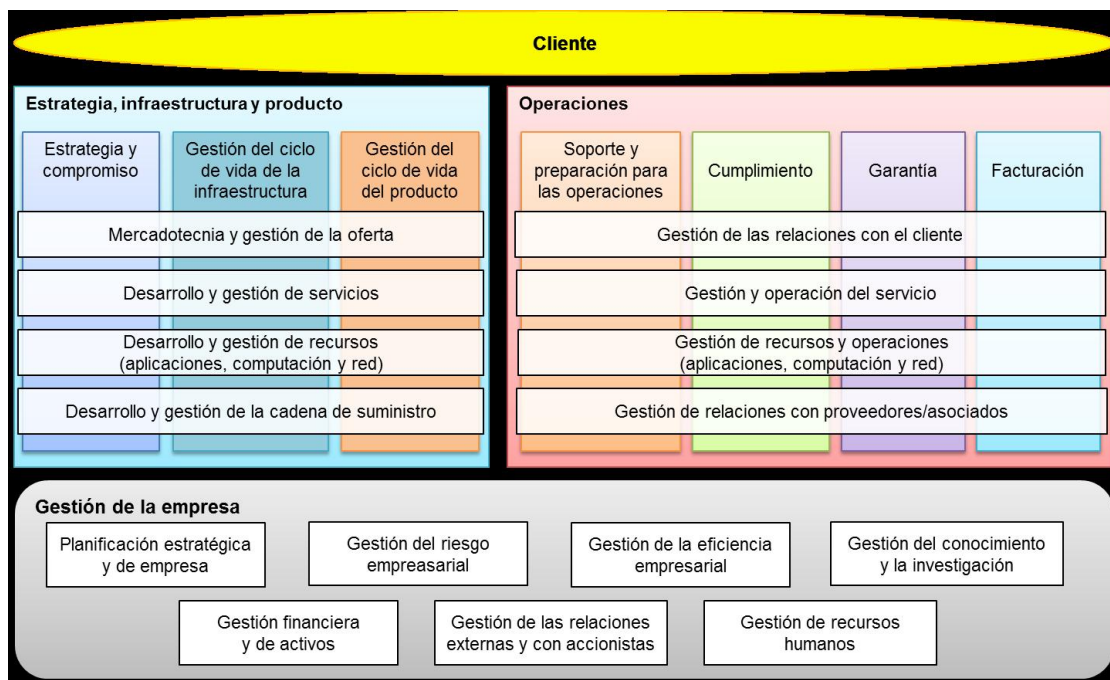 Cliente
Estrategia, infraestructura y producto
Estrategia y
compromiso
Gestión del ciclo
de vida de la
infraestructura
Gestión del
ciclo de vida
del producto
Mercadotecnia y gestión de la oferta
Desarrollo y gestión de servicios
Desarrollo y gestión de recursos
(aplicaciones, computación y red)
Desarrollo y gestión de la cadena de suministro
Operaciones
Soporte y
preparación para
las operaciones
Cumplimiento
Garantía
Facturación
Gestión de las relaciones con el cliente
Gestión y operación del servicio
Gestión de recursos y operaciones
(aplicaciones, computación y red)
Gestión de relaciones con proveedores/asociados
Gestión de la empresa
Planificación estratégica
y de empresa
Gestión del riesgo
empreasarial
Gestión de la eficiencia
empresarial
Gestión del conocimiento
y la investigación
Gestión financiera
y de activos
Gestión de las relaciones
externas y con accionistas
Gestión de recursos
humanos